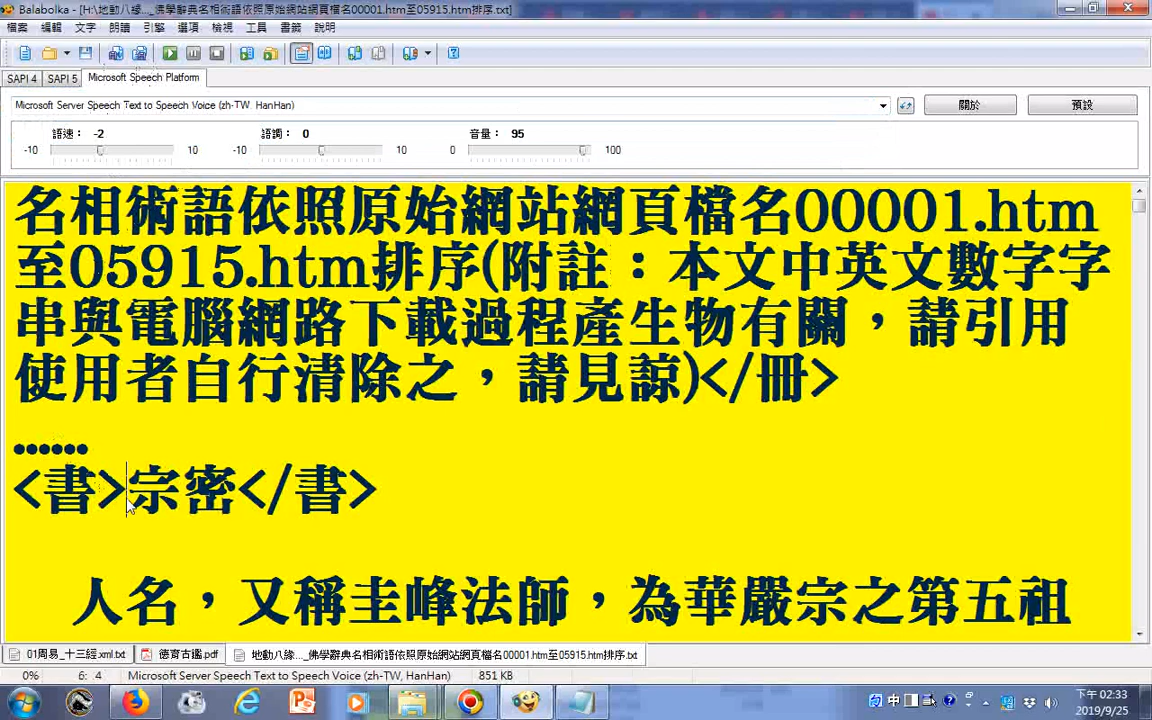 Balabolka - [H:\地動八緣..._佛學辭典名相術語依照原始網站網頁檔名00001.htm至05915.htm排序.txt]
檔案 編輯 文字 朗讀 引擎 選項 檢視 工具 書籤 說明
SAPI 4 SAPI 5 Microsoft Speech Platform
Microsoft Server Speech Text to Speech Voice (zh-TW, HanHan) 關於 預設
語速： -2 語調： 0 音量： 95
-10 10 -10 10 0 100
名相術語依照原始網站網頁檔名00001.htm
至05915.htm排序(附註：本文中英文數字字
串與電腦網路下載過程產生物有關，請引用
使用者自行清除之，請見諒)</冊>
......
<書>宗密</書>
人名，又稱圭峰法師，為華嚴宗之第五祖
01周易_十三經.xml.txt 德育古鑑.pdf 地動八緣..._佛學辭典名相術語依照原始網站網頁檔名00001.htm至05915.htm排序.txt
0% 6: 4 Microsoft Server Speech Text to Speech Voice (zh-TW, HanHan) 851 KB
中 下午 02:33
2019/9/25